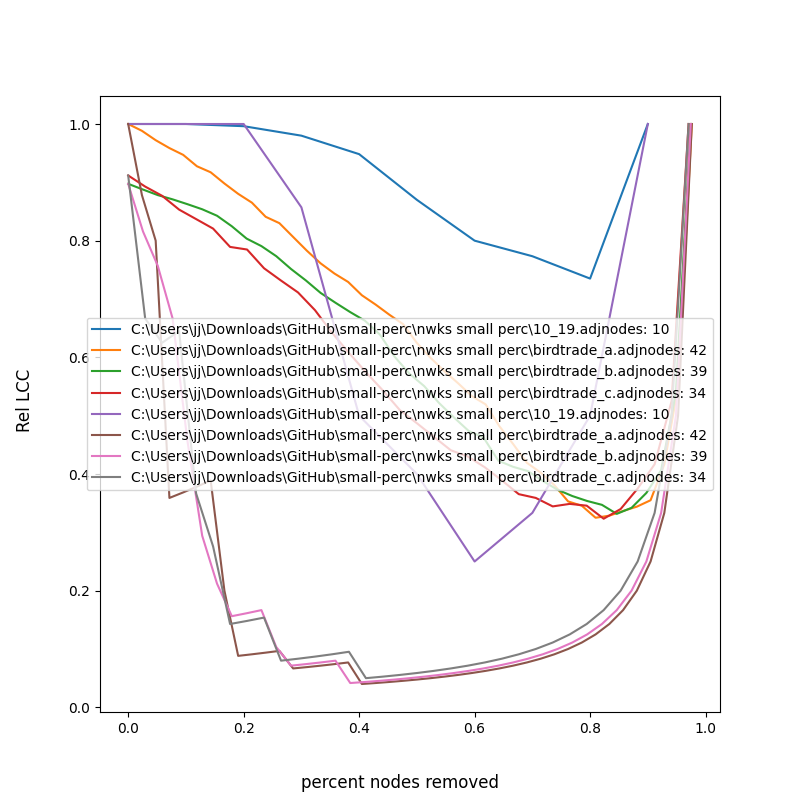 1.0
0.8
0.6
0.4
0.2
0.0
Rel LCC
C:\Users\jj\Downloads\GitHub\small-perc\nwks small perc\10_19.adjnodes: 10
C:\Users\jj\Downloads\GitHub\small-perc\nwks small perc\birdtrade_a.adjnodes: 42
C:\Users\jj\Downloads\GitHub\small-perc\nwks small perc\birdtrade_b.adjnodes: 39
C:\Users\jj\Downloads\GitHub\small-perc\nwks small perc\birdtrade_c.adjnodes: 34
C:\Users\jj\Downloads\GitHub\small-perc\nwks small perc\10_19.adjnodes: 10
C:\Users\jj\Downloads\GitHub\small-perc\nwks small perc\birdtrade_a.adjnodes: 42
C:\Users\jj\Downloads\GitHub\small-perc\nwks small perc\birdtrade_b.adjnodes: 39
C:\Users\jj\Downloads\GitHub\small-perc\nwks small perc\birdtrade_c.adjnodes: 34
0.0 0.2 0.4 0.6 0.8 1.0
percent nodes removed